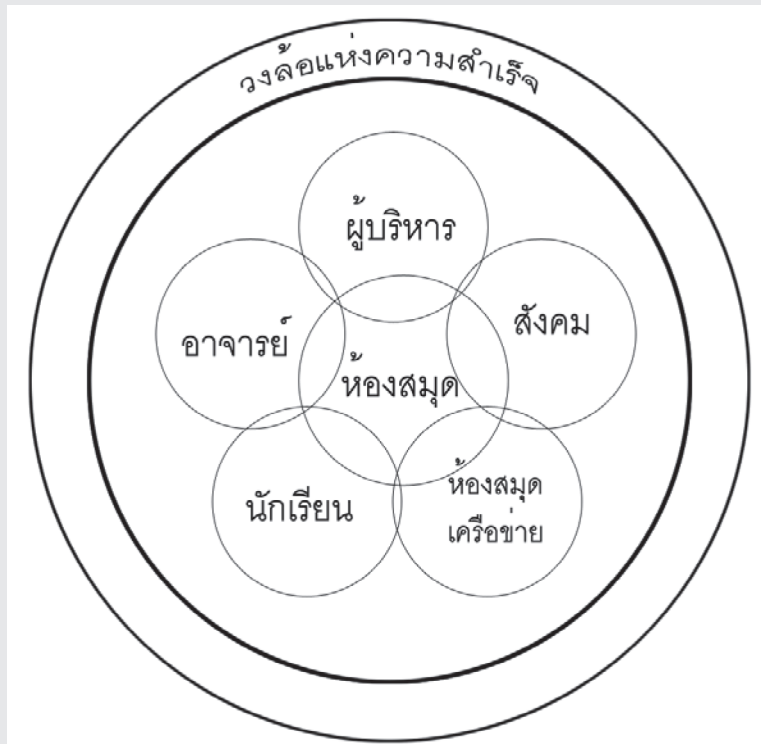 วงล้อแห่งความสำเร็จ
ผู้บริหาร
อาจารย์
สังคม
ห้องสมุด
นักเรียน
ห้องสมุด
เครือข่าย